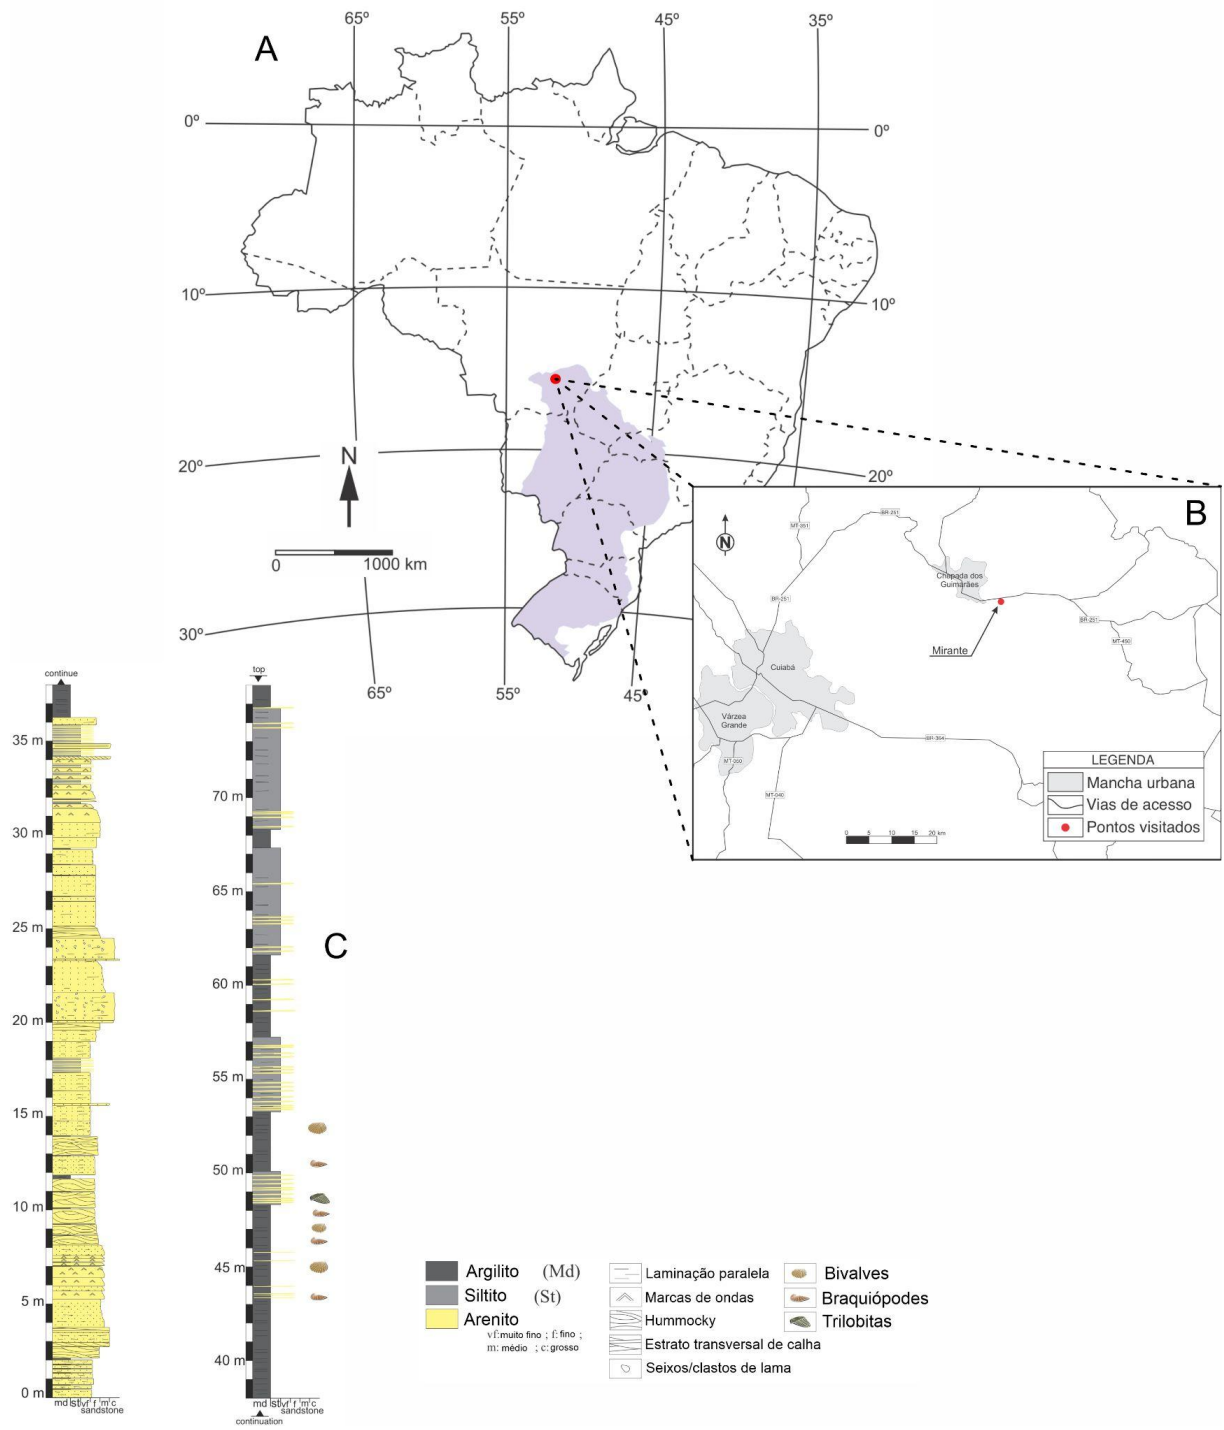 A
65º
55º
45º
35º
0º
0º
10º
10º
20º
20º
30º
N
0
1000 km
65º
55º
45º
B
N
MT-351
BR-251
Chapada dos
Guimarães
BR-251
BR-251
MT-450
Mirante
Cuiabá
Várzea
Grande
BR-364
MT-060
MT-040
0 5 10 15 20 km
LEGENDA
Mancha urbana
Vias de acesso
Pontos visitados
C
continue
35 m
30 m
25 m
20 m
15 m
10 m
5 m
0 m
md St vf f m c
sandstone
top
70 m
65 m
60 m
55 m
50 m
45 m
40 m
md St vf f m c
sandstone
continuation
Argilito (Md)
Siltito (St)
Arenito
vf: muito fino ; f: fino ;
m: médio ; c: grosso
Laminação paralela
Marcas de ondas
Hummocky
Estrato transversal de calha
Seixos/clastos de lama
Bivalves
Braquiópodes
Trilobitas